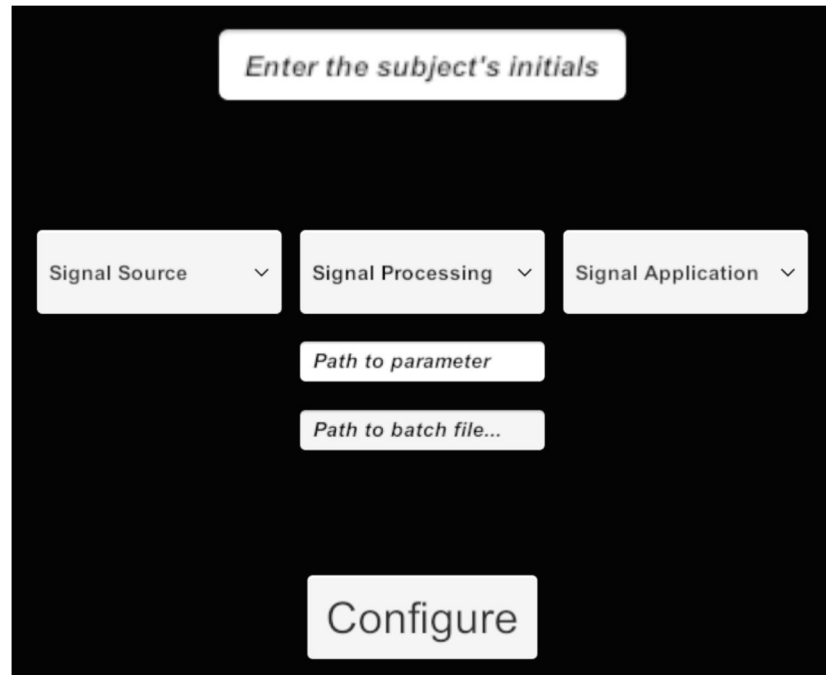 Enter the subject's initials
Signal Source
Signal Processing
Signal Application
Path to parameter
Path to batch file...
Configure